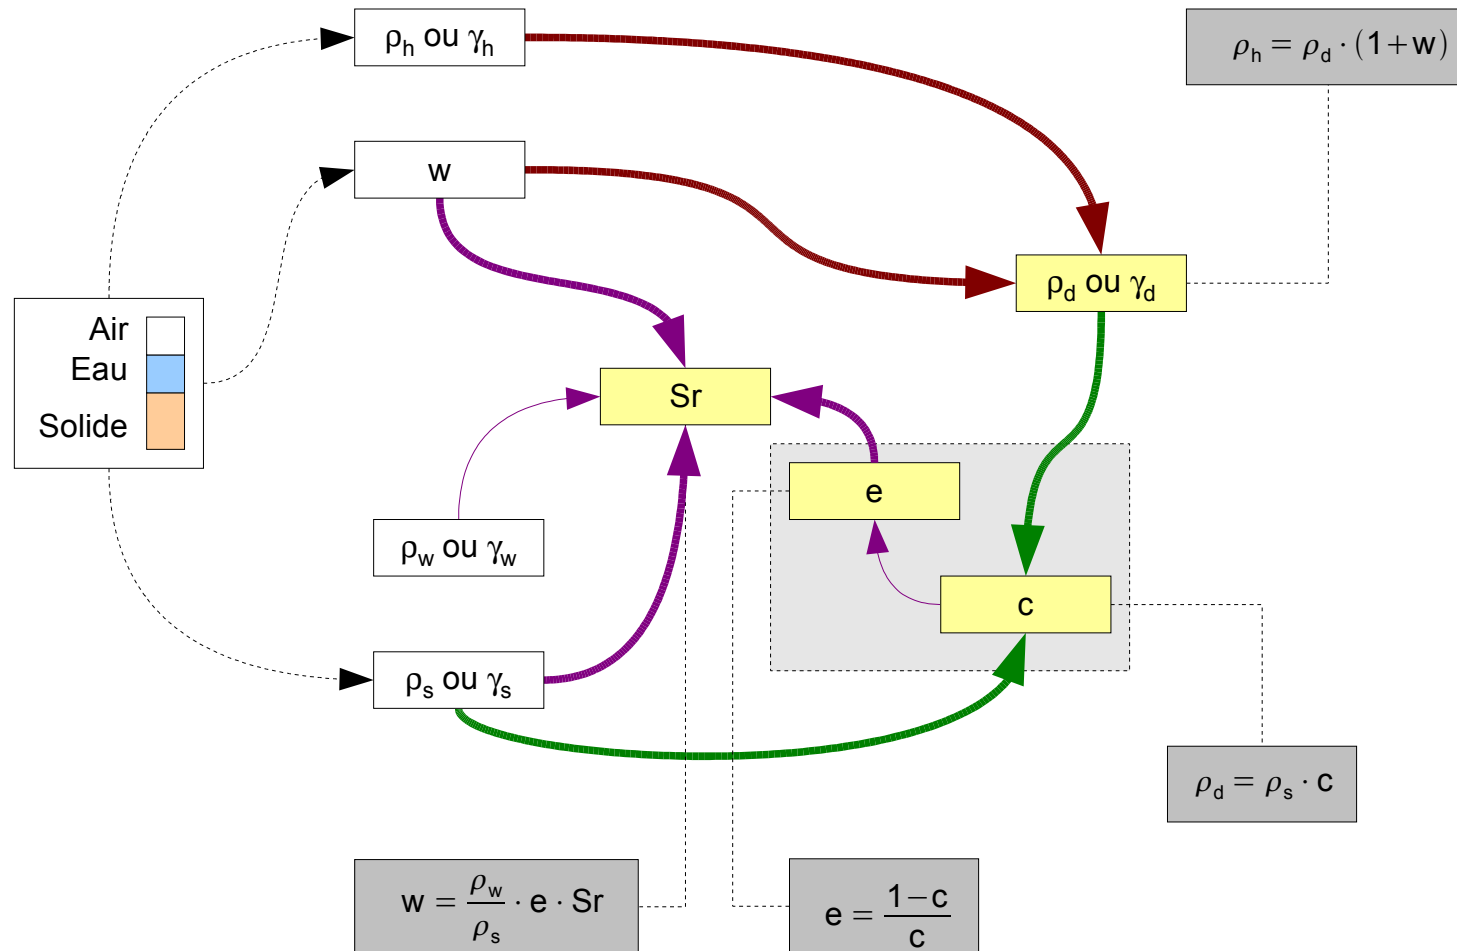 ρh ou γh
ρh = ρd · (1+w)
w
ρd ou γd
Air
Eau
Solide
Sr
e
ρw ou γw
c
ρs ou γs
ρd = ρs · c
w = ρw/ρs · e · Sr
e = 1−c/c